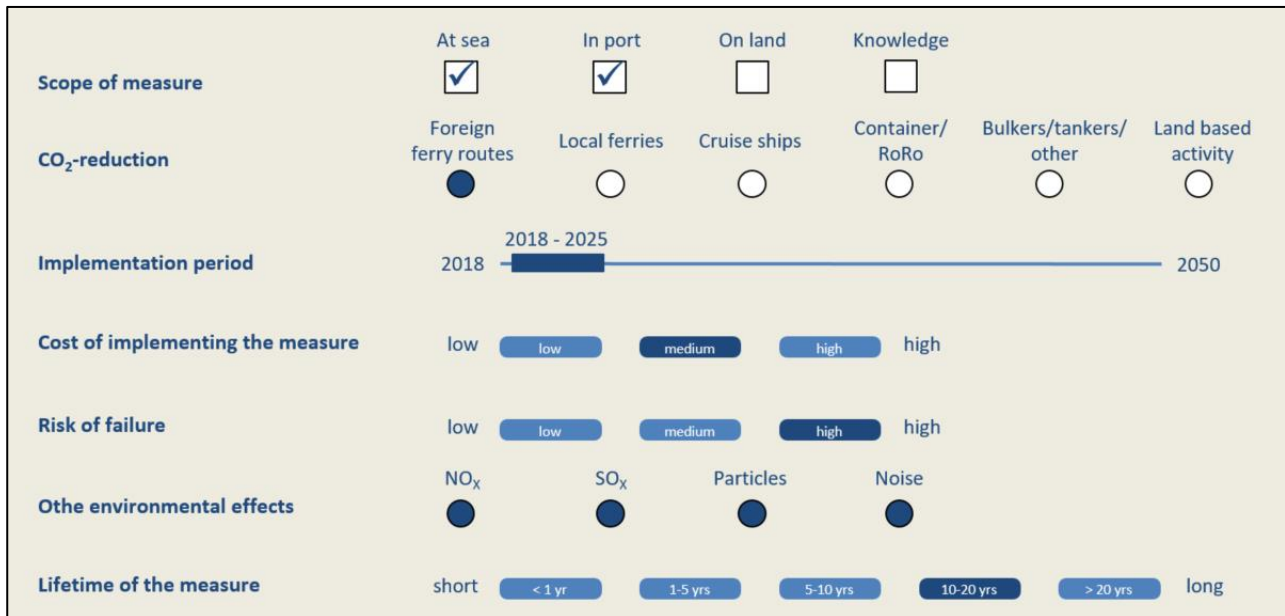 At sea In port On land Knowledge
Scope of measure
Foreign ferry routes Local ferries Cruise ships Container/ RoRo Bulkers/tankers/ other Land based activity
CO₂-reduction
2018 - 2025
Implementation period 2018 2050
Cost of implementing the measure low low medium high high
Risk of failure low low medium high high
NOₓ SOₓ Particles Noise
Othe environmental effects
Lifetime of the measure short < 1 yr 1-5 yrs 5-10 yrs 10-20 yrs > 20 yrs long